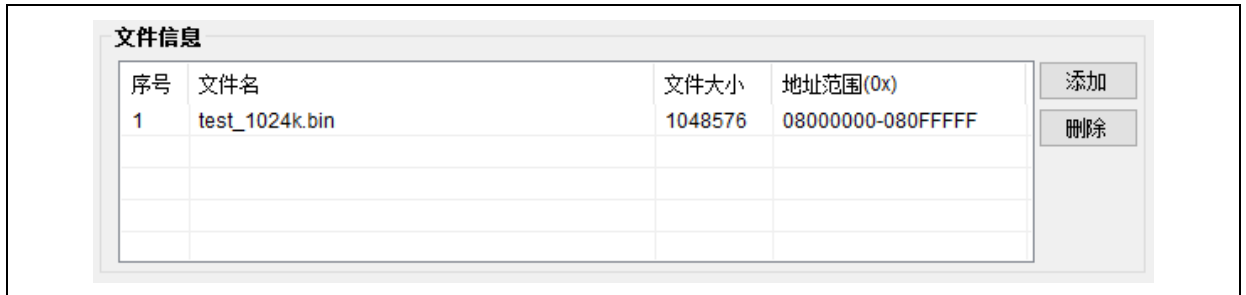 文件信息
序号 文件名 文件大小 地址范围(0x) 添加
1 test_1024k.bin 1048576 08000000-080FFFFF 删除